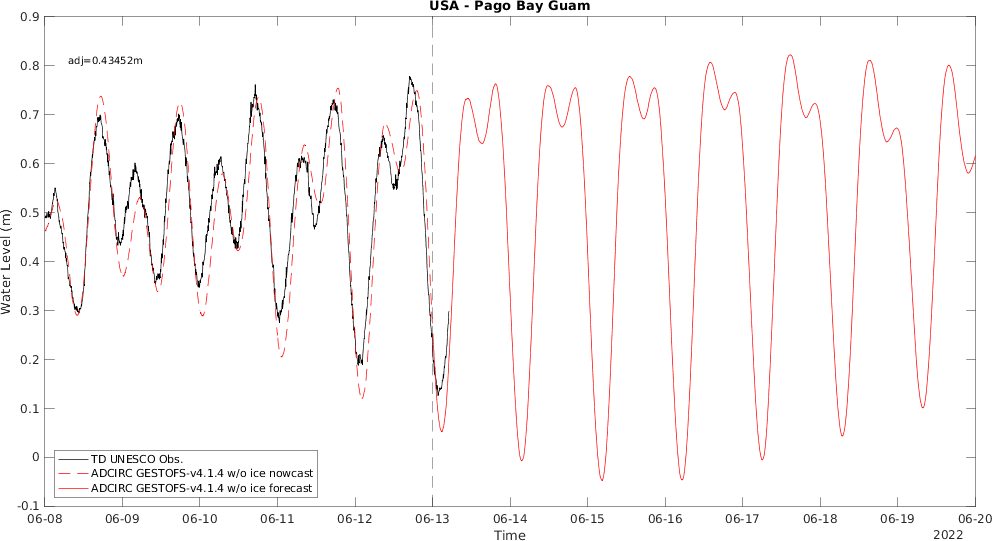 USA - Pago Bay Guam
0.9
0.8
0.7
0.6
0.5
0.4
0.3
0.2
0.1
0
-0.1
Water Level (m)
adj=0.43452m
TD UNESCO Obs.
ADCIRC GESTOFS-v4.1.4 w/o ice nowcast
ADCIRC GESTOFS-v4.1.4 w/o ice forecast
06-08 06-09 06-10 06-11 06-12 06-13 06-14 06-15 06-16 06-17 06-18 06-19 06-20
Time
2022